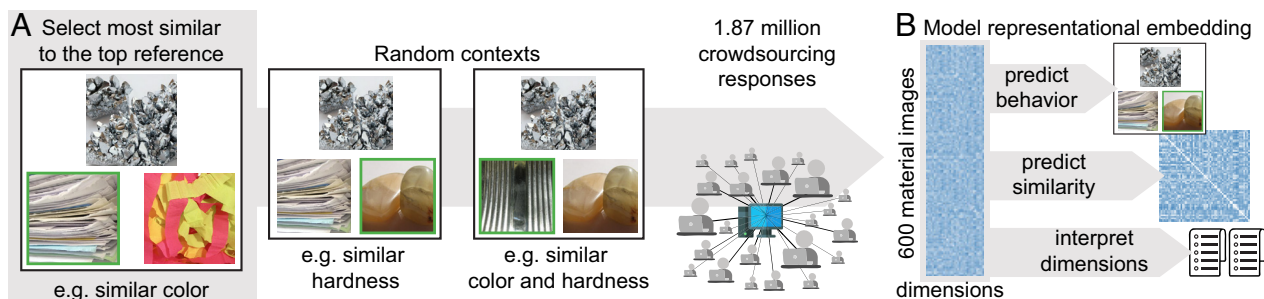 A
Select most similar
to the top reference
e.g. similar color
Random contexts
e.g. similar
hardness
e.g. similar
color and hardness
1.87 million
crowdsourcing
responses
B
Model representational embedding
600 material images
dimensions
predict
behavior
predict
similarity
interpret
dimensions